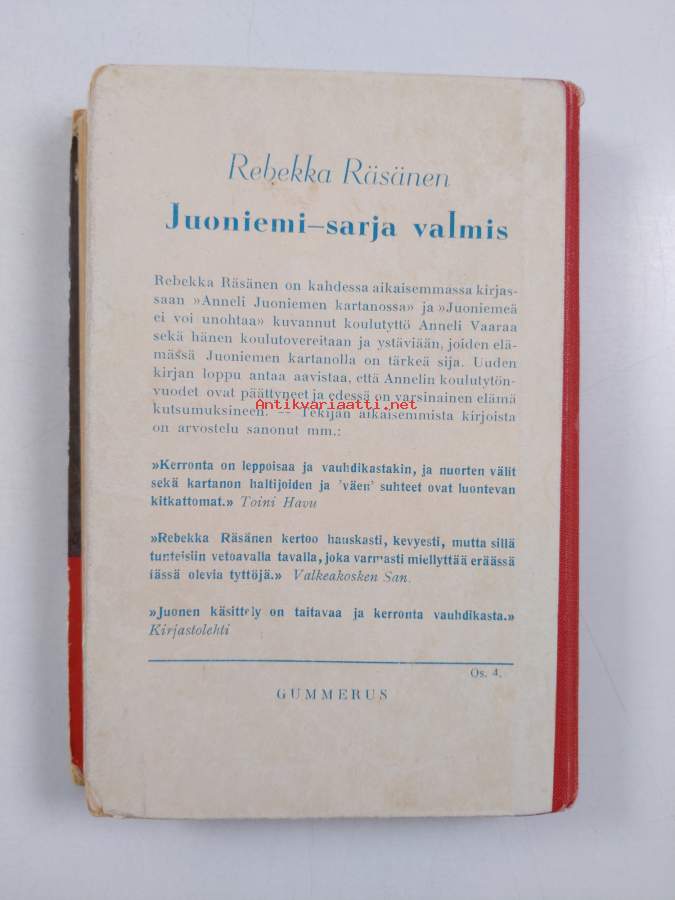 Rebekka Räsänen
Juoniemi–sarja valmis
Rebekka Räsänen on kahdessa aikaisemmassa kirjas-
saan »Anneli Juoniemen kartanossa» ja »Juoniemeä
ei voi unohtaa» kuvannut koulutyttö Anneli Vaaraa
sekä hänen koulutovereitaan ja ystäviään, joiden elä-
mässä Juoniemen kartanolla on tärkeä sija. Uuden
kirjan loppu antaa aavistaa, että Annelin koulutytön-
vuodet ovat päättyneet ja edessä on varsinainen elämä
Antikvariaatti.net
kutsumuksineen. — Tekijän aikaisemmista kirjoista
on arvostelu sanonut mm.:
»Kerronta on leppoisaa ja vauhdikastakin, ja nuorten välit
sekä kartanon haltijoiden ja 'väen' suhteet ovat luontevan
kitkattomat.» Toini Havu
»Rebekka Räsänen kertoo hauskasti, kevyesti, mutta sillä
tunteisiin vetoavalla tavalla, joka varmasti miellyttää eräässä
iässä olevia tyttöjä.» Valkeakosken San.
»Juonen käsittely on taitavaa ja kerronta vauhdikasta.»
Kirjastolehti
Os. 4.
GUMMERUS